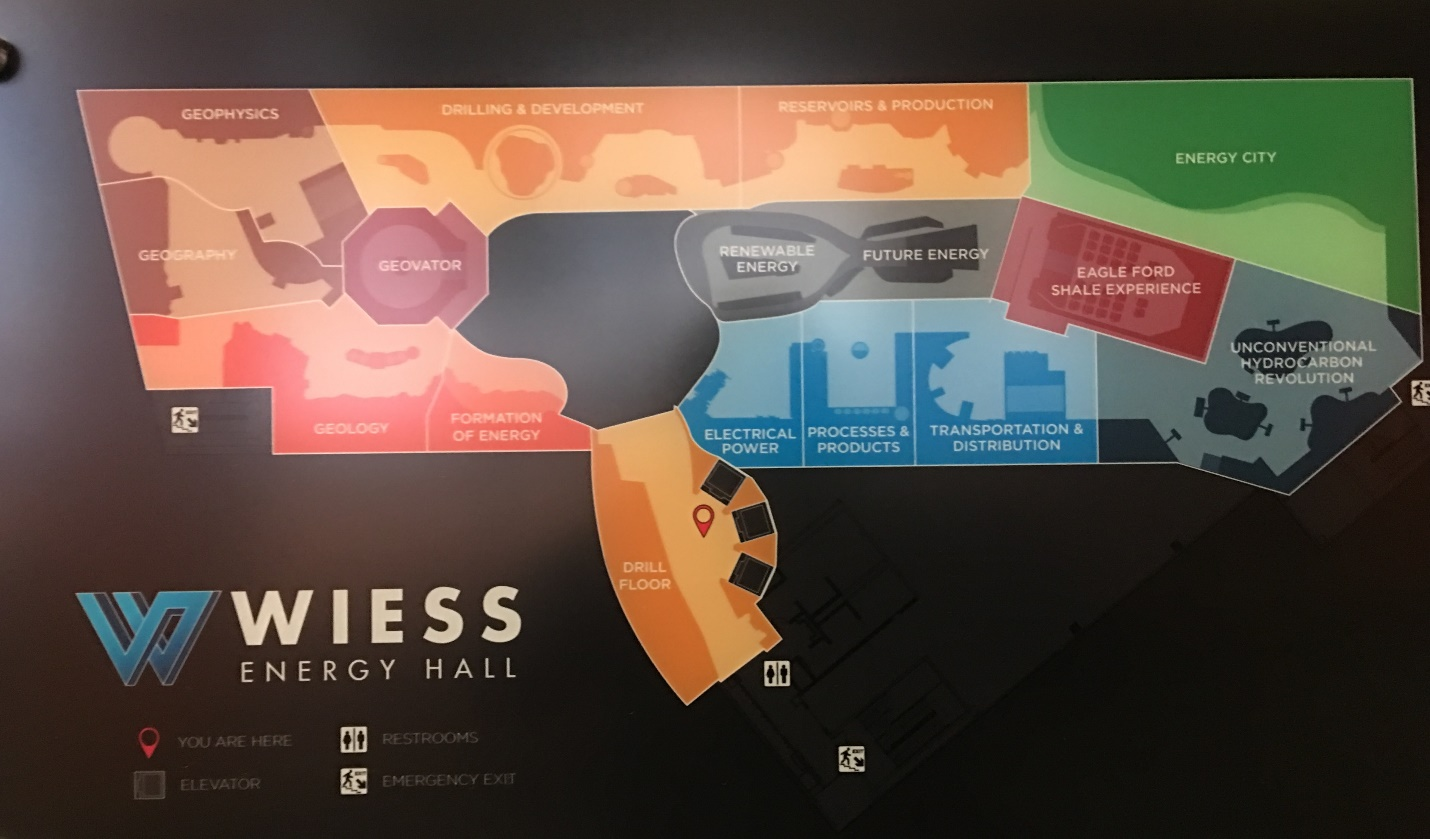 GEOPHYSICS
DRILLING & DEVELOPMENT
RESERVOIRS & PRODUCTION
ENERGY CITY
GEOGRAPHY
GEOVATOR
RENEWABLE
ENERGY
FUTURE ENERGY
EAGLE FORD
SHALE EXPERIENCE
UNCONVENTIONAL
HYDROCARBON
REVOLUTION
GEOLOGY
FORMATION
OF ENERGY
ELECTRICAL
POWER
PROCESSES &
PRODUCTS
TRANSPORTATION &
DISTRIBUTION
DRILL
FLOOR
WIESS
ENERGY HALL
YOU ARE HERE
RESTROOMS
ELEVATOR
EMERGENCY EXIT